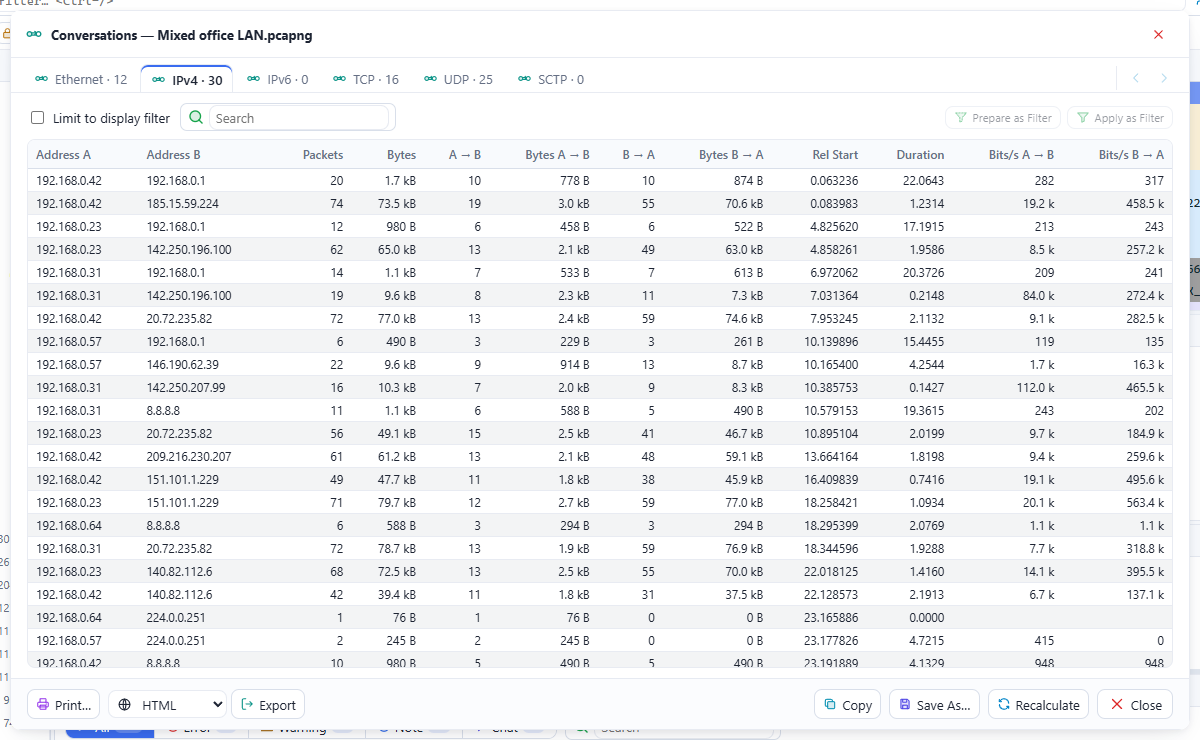 Conversations — Mixed office LAN.pcapng
Ethernet · 12 IPv4 · 30 IPv6 · 0 TCP · 16 UDP · 25 SCTP · 0
Limit to display filter Search Prepare as Filter Apply as Filter
Address A Address B Packets Bytes A → B Bytes A → B B → A Bytes B → A Rel Start Duration Bits/s A → B Bits/s B → A
192.168.0.42 192.168.0.1 20 1.7 kB 10 778 B 10 874 B 0.063236 22.0643 282 317
192.168.0.42 185.15.59.224 74 73.5 kB 19 3.0 kB 55 70.6 kB 0.083983 1.2314 19.2 k 458.5 k
192.168.0.23 192.168.0.1 12 980 B 6 458 B 6 522 B 4.825620 17.1915 213 243
192.168.0.23 142.250.196.100 62 65.0 kB 13 2.1 kB 49 63.0 kB 4.858261 1.9586 8.5 k 257.2 k
192.168.0.31 192.168.0.1 14 1.1 kB 7 533 B 7 613 B 6.972062 20.3726 209 241
192.168.0.31 142.250.196.100 19 9.6 kB 8 2.3 kB 11 7.3 kB 7.031364 0.2148 84.0 k 272.4 k
192.168.0.42 20.72.235.82 72 77.0 kB 13 2.4 kB 59 74.6 kB 7.953245 2.1132 9.1 k 282.5 k
192.168.0.57 192.168.0.1 6 490 B 3 229 B 3 261 B 10.139896 15.4455 119 135
192.168.0.57 146.190.62.39 22 9.6 kB 9 914 B 13 8.7 kB 10.165400 4.2544 1.7 k 16.3 k
192.168.0.31 142.250.207.99 16 10.3 kB 7 2.0 kB 9 8.3 kB 10.385753 0.1427 112.0 k 465.5 k
192.168.0.31 8.8.8.8 11 1.1 kB 6 588 B 5 490 B 10.579153 19.3615 243 202
192.168.0.23 20.72.235.82 56 49.1 kB 15 2.5 kB 41 46.7 kB 10.895104 2.0199 9.7 k 184.9 k
192.168.0.42 209.216.230.207 61 61.2 kB 13 2.1 kB 48 59.1 kB 13.664164 1.8198 9.4 k 259.6 k
192.168.0.42 151.101.1.229 49 47.7 kB 11 1.8 kB 38 45.9 kB 16.409839 0.7416 19.1 k 495.6 k
192.168.0.23 151.101.1.229 71 79.7 kB 12 2.7 kB 59 77.0 kB 18.258421 1.0934 20.1 k 563.4 k
192.168.0.64 8.8.8.8 6 588 B 3 294 B 3 294 B 18.295399 2.0769 1.1 k 1.1 k
192.168.0.31 20.72.235.82 72 78.7 kB 13 1.9 kB 59 76.9 kB 18.344596 1.9288 7.7 k 318.8 k
192.168.0.23 140.82.112.6 68 72.5 kB 13 2.5 kB 55 70.0 kB 22.018125 1.4160 14.1 k 395.5 k
192.168.0.42 140.82.112.6 42 39.4 kB 11 1.8 kB 31 37.5 kB 22.128573 2.1913 6.7 k 137.1 k
192.168.0.64 224.0.0.251 1 76 B 1 76 B 0 0 B 23.165886 0.0000
192.168.0.57 224.0.0.251 2 245 B 2 245 B 0 0 B 23.177826 4.7215 415 0
192.168.0.42 8.8.8.8 10 980 B 5 490 B 5 490 B 23.191889 4.1329 948 948
Print... HTML Export Copy Save As... Recalculate Close